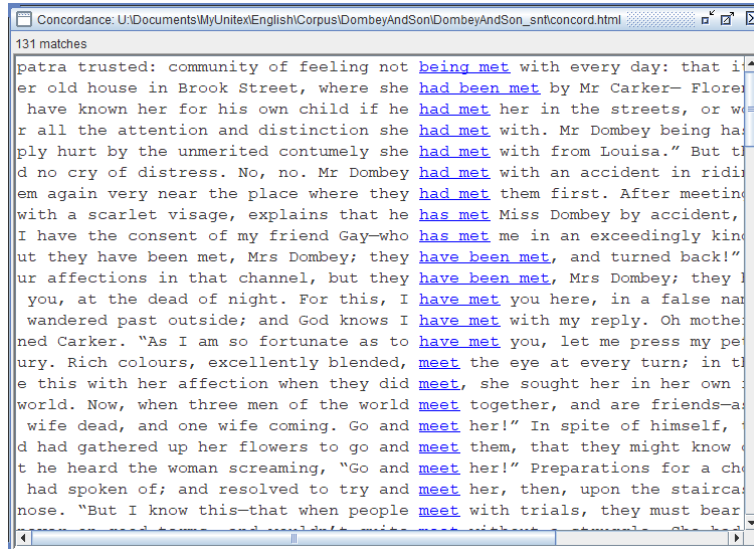 Concordance: U:\Documents\MyUnitex\English\Corpus\DombeyAndSon\DombeyAndSon_snt\concord.html
131 matches
patra trusted: community of feeling not being met with every day: that i
er old house in Brook Street, where she had been met by Mr Carker— Flore
have known her for his own child if he had met her in the streets, or w
r all the attention and distinction she had met with. Mr Dombey being ha
ply hurt by the unmerited contumely she had met with from Louisa.” But t
d no cry of distress. No, no. Mr Dombey had met with an accident in ridi
em again very near the place where they had met them first. After meetin
with a scarlet visage, explains that he has met Miss Dombey by accident,
I have the consent of my friend Gay—who has met me in an exceedingly kin
ut they have been met, Mrs Dombey; they have been met, and turned back!”
ur affections in that channel, but they have been met, Mrs Dombey; they
you, at the dead of night. For this, I have met you here, in a false na
wandered past outside; and God knows I have met with my reply. Oh mothe
ned Carker. “As I am so fortunate as to have met you, let me press my pe
ury. Rich colours, excellently blended, meet the eye at every turn; in t
e this with her affection when they did meet, she sought her in her own
world. Now, when three men of the world meet together, and are friends—a
wife dead, and one wife coming. Go and meet her!” In spite of himself,
d had gathered up her flowers to go and meet them, that they might know
t he heard the woman screaming, “Go and meet her!” Preparations for a ch
had spoken of; and resolved to try and meet her, then, upon the stairca
nose. “But I know this—that when people meet with trials, they must bear